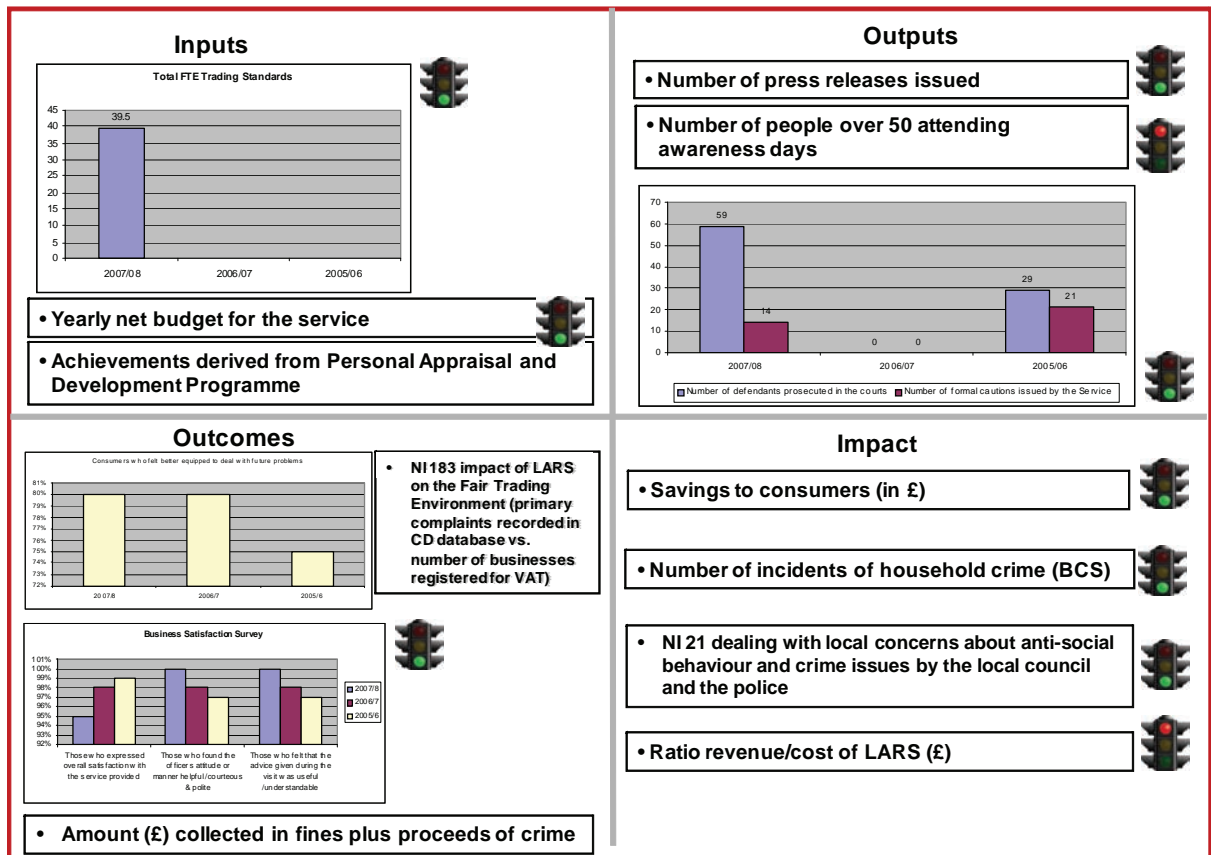 Inputs
Total FTE Trading Standards
45
40
35
30
25
20
15
10
5
0
39.5
2007/08 2006/07 2005/06
• Yearly net budget for the service
• Achievements derived from Personal Appraisal and
Development Programme
Outputs
• Number of press releases issued
• Number of people over 50 attending
awareness days
70
60
50
40
30
20
10
0
59
14
0 0
29
21
2007/08 2006/07 2005/06
Number of defendants prosecuted in the courts Number of formal cautions issued by the Service
Outcomes
Consumers who felt better equipped to deal with future problems
81%
80%
79%
78%
77%
76%
75%
74%
73%
72%
2007/8 2006/7 2005/6
• NI183 impact of LARS
on the Fair Trading
Environment (primary
complaints recorded in
CD database vs.
number of businesses
registered for VAT)
Business Satisfaction Survey
101%
100%
99%
98%
97%
96%
95%
94%
93%
92%
2007/8
2006/7
2005/6
Those who expressed
overall satisfaction with
the service provided
Those who found the
officers attitude or
manner helpful/courteous
& polite
Those who felt that the
advice given during the
visit was useful
/understandable
• Amount (£) collected in fines plus proceeds of crime
Impact
• Savings to consumers (in £)
• Number of incidents of household crime (BCS)
• NI 21 dealing with local concerns about anti-social
behaviour and crime issues by the local council
and the police
• Ratio revenue/cost of LARS (£)